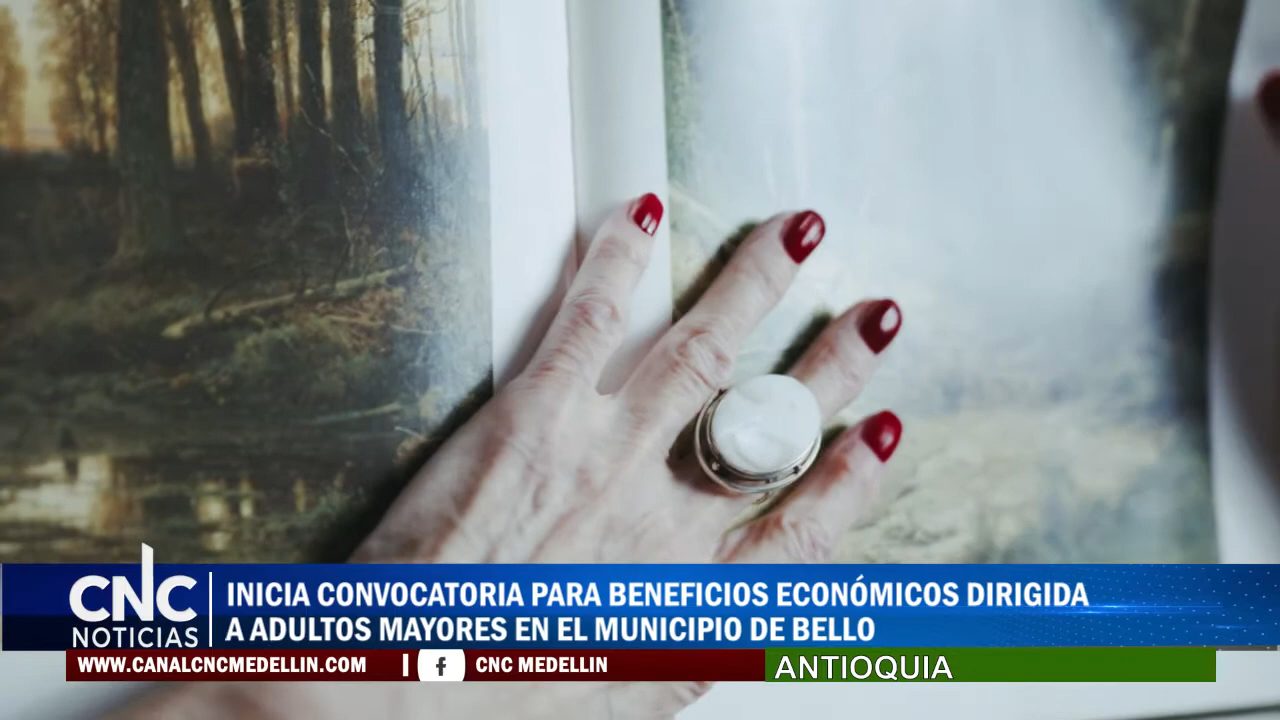 CNC
NOTICIAS
INICIA CONVOCATORIA PARA BENEFICIOS ECONÓMICOS DIRIGIDA
A ADULTOS MAYORES EN EL MUNICIPIO DE BELLO
WWW.CANALCNCMEDELLIN.COM | f CNC MEDELLIN
ANTIOQUIA